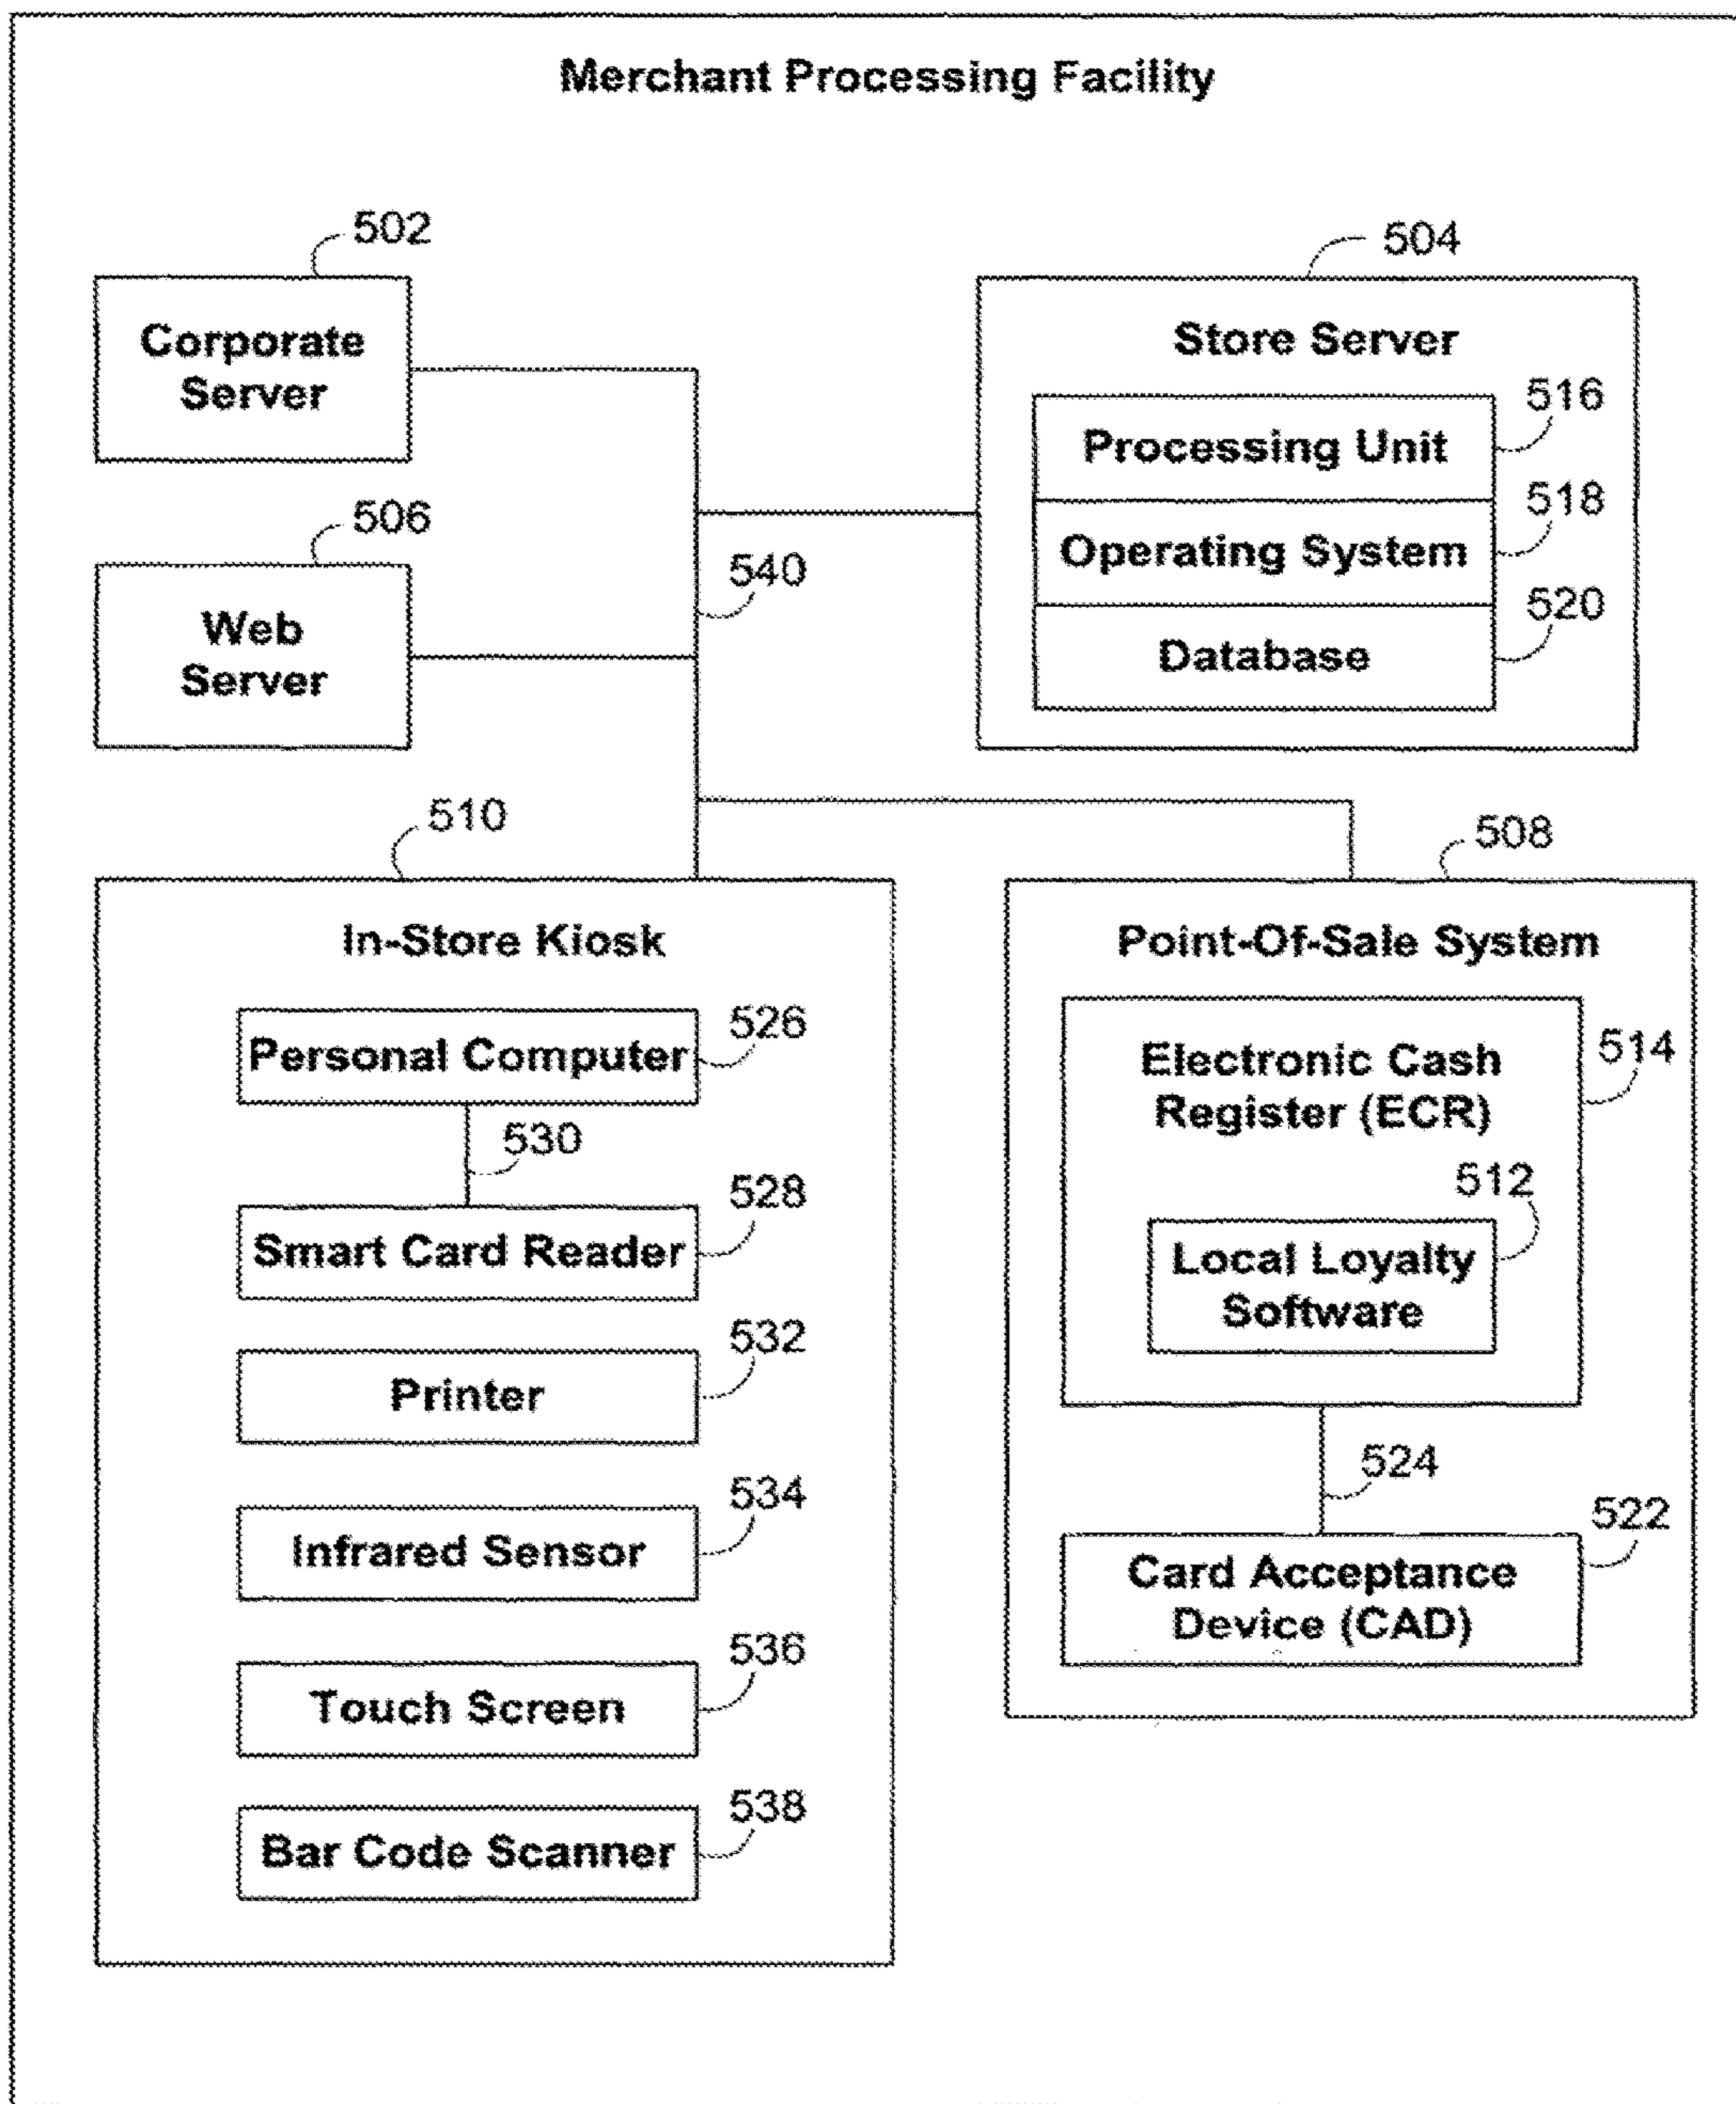 Merchant Processing Facility
502
Corporate
Server
504
Store Server
516
Processing Unit
518
Operating System
520
Database
506
Web
Server
540
510
In-Store Kiosk
526
Personal Computer
530
528
Smart Card Reader
532
Printer
534
Infrared Sensor
536
Touch Screen
538
Bar Code Scanner
508
Point-Of-Sale System
514
Electronic Cash
Register (ECR)
512
Local Loyalty
Software
524
522
Card Acceptance
Device (CAD)